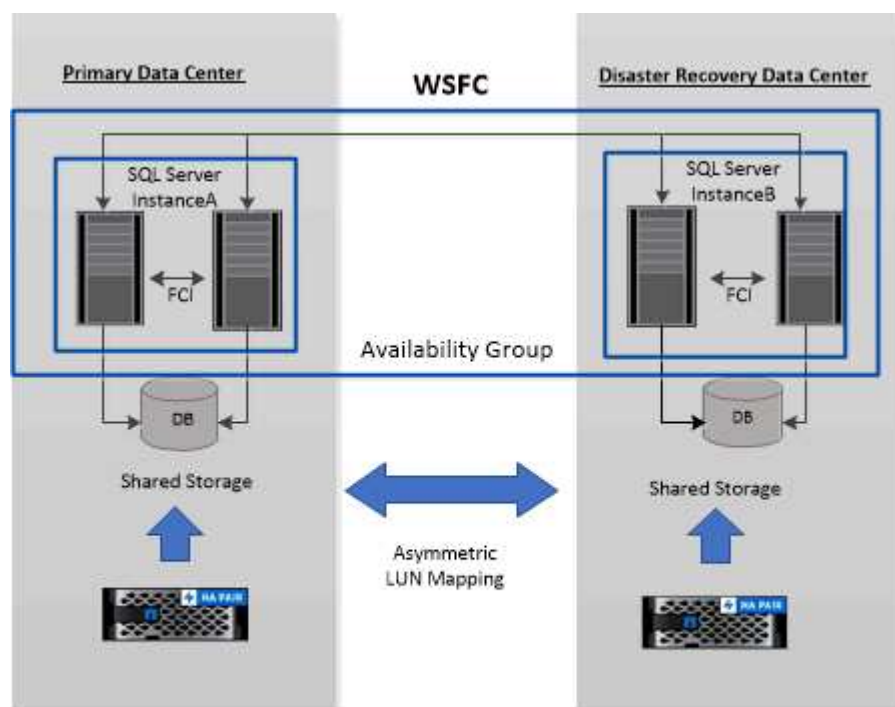 Primary Data Center
WSFC
Disaster Recovery Data Center
SQL Server
InstanceA
FCI
SQL Server
InstanceB
FCI
Availability Group
DB
Shared Storage
DB
Shared Storage
Asymmetric
LUN Mapping
HA PAIR
HA PAIR